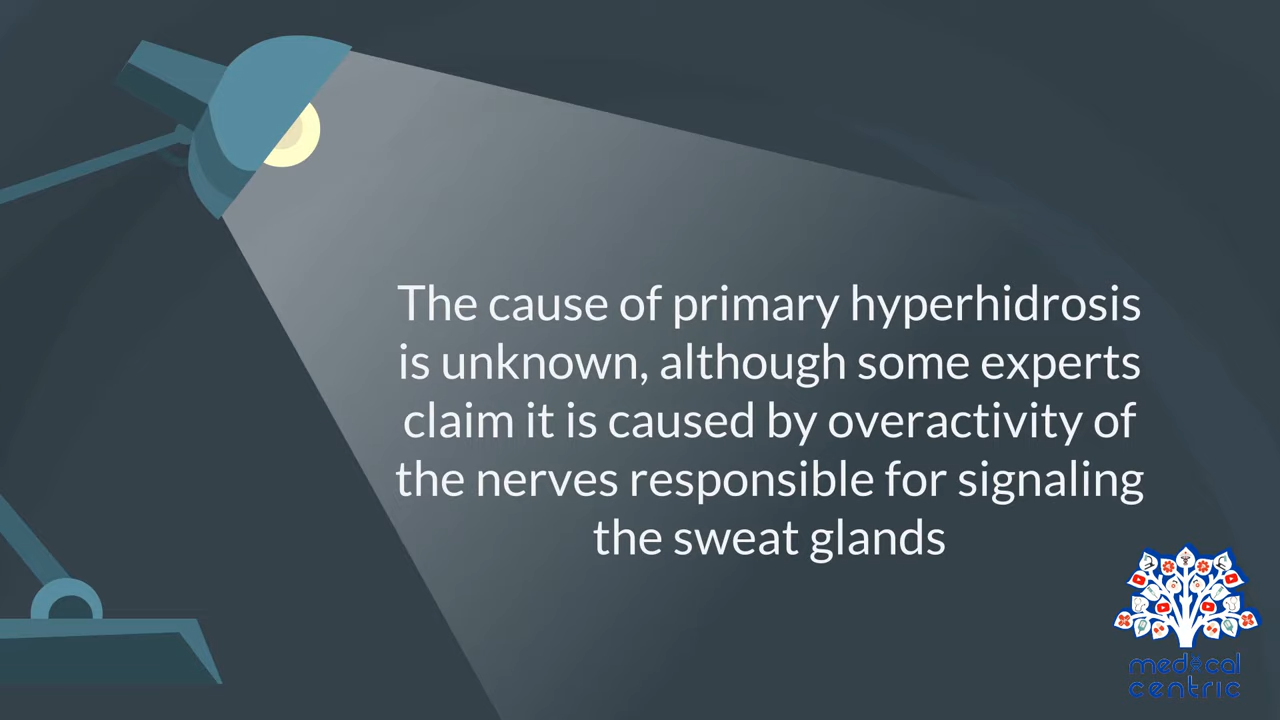 The cause of primary hyperhidrosis
is unknown, although some experts
claim it is caused by overactivity of
the nerves responsible for signaling
the sweat glands
medical
centric